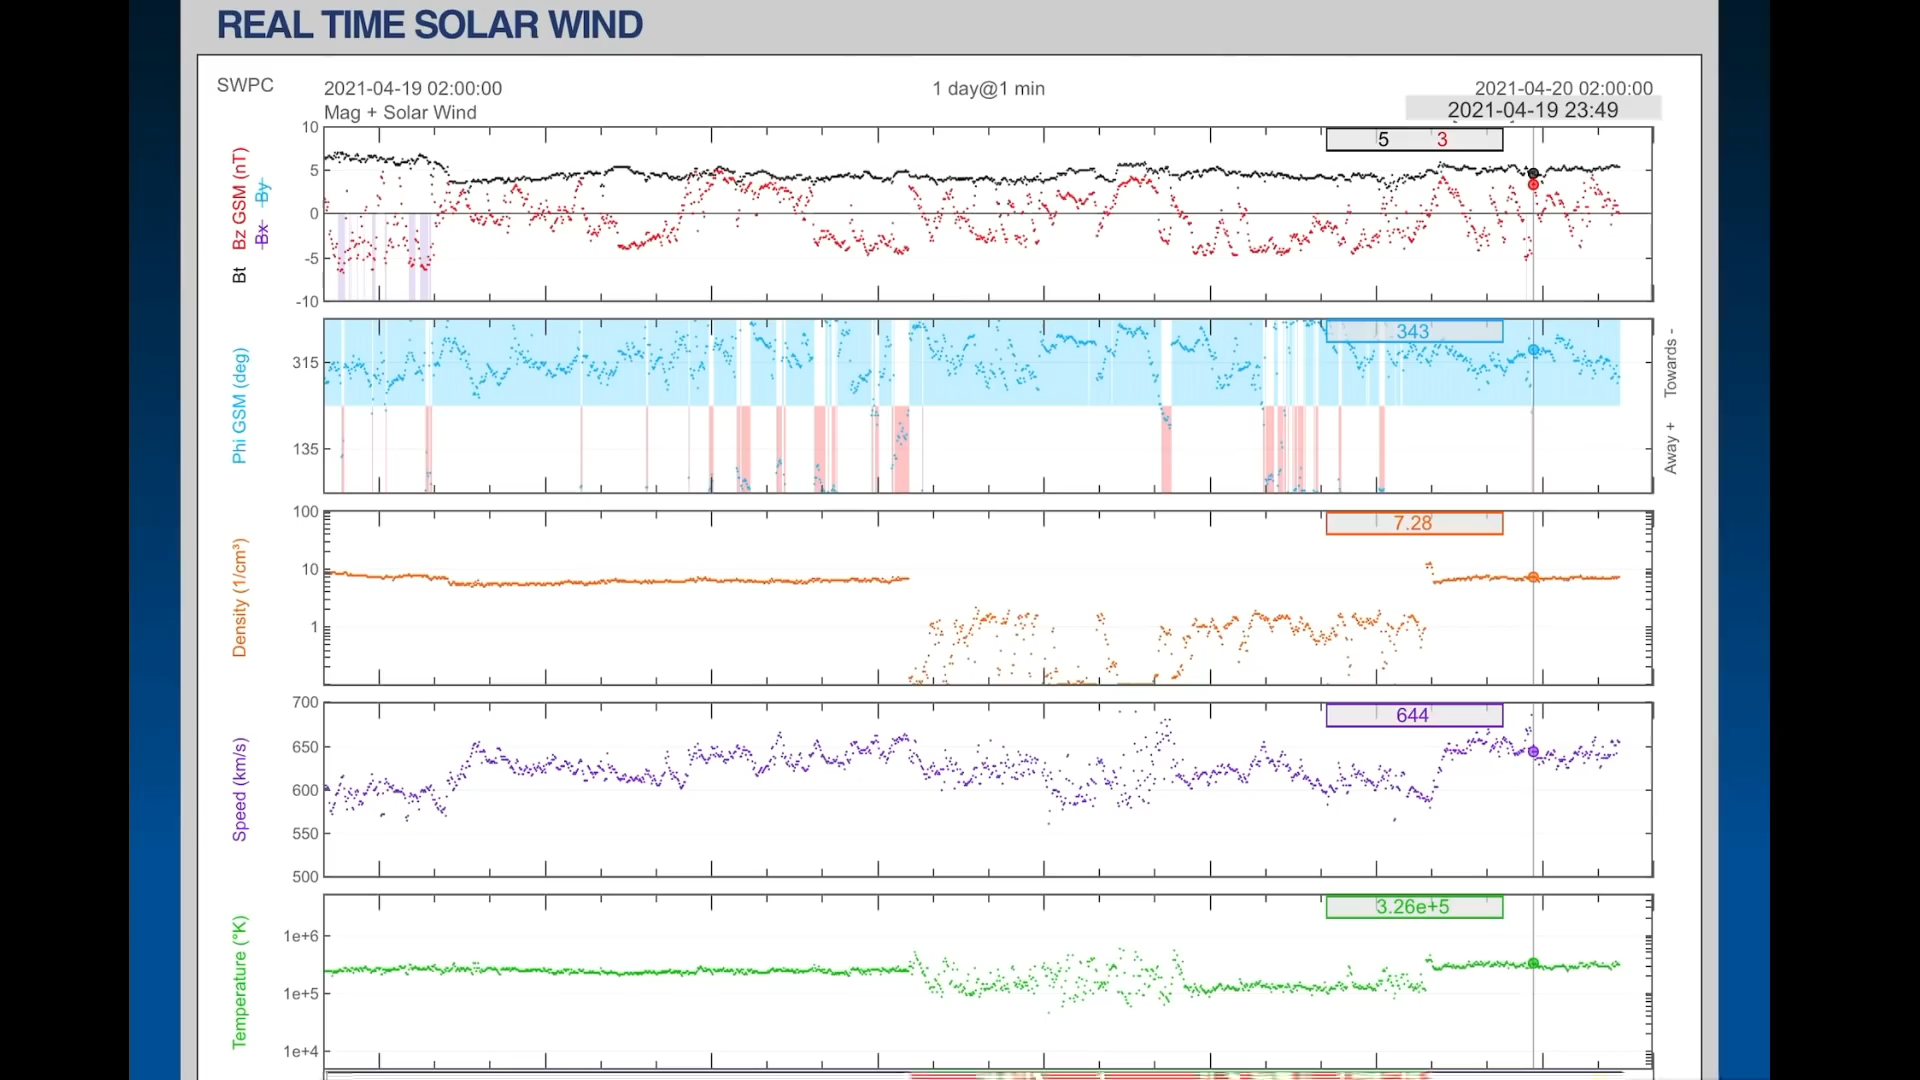 REAL TIME SOLAR WIND
SWPC
2021-04-19 02:00:00
1 day@1 min
2021-04-20 02:00:00
Mag + Solar Wind
2021-04-19 23:49
10
5
0
-5
-10
5 3
Bt Bz GSM (nT)
Bx By
343
315
135
Phi GSM (deg)
Away + Towards -
7.28
100
10
1
Density (1/cm³)
644
700
650
600
550
500
Speed (km/s)
3.26e+5
1e+6
1e+5
1e+4
Temperature (°K)